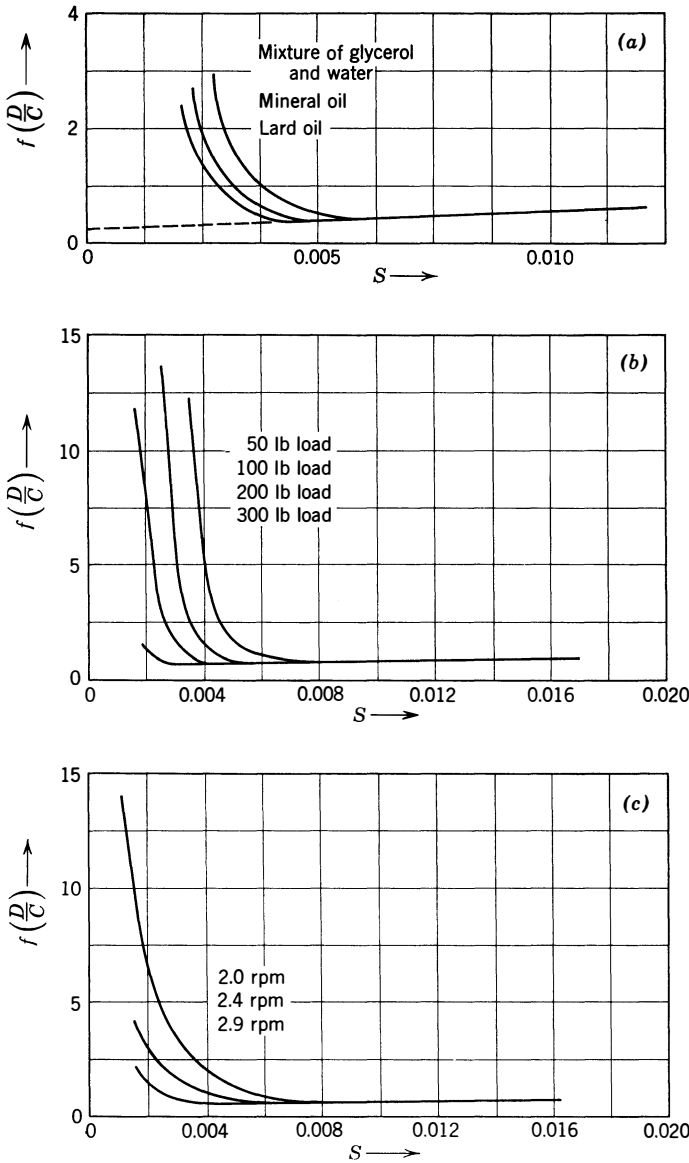 4
(a)
Mixture of glycerol
and water
Mineral oil
Lard oil
f(D/C)
2
0
0
0.005
0.010
S
15
(b)
10
50 lb load
100 lb load
200 lb load
300 lb load
f(D/C)
5
0
0
0.004
0.008
0.012
0.016
0.020
S
15
(c)
10
f(D/C)
5
2.0 rpm
2.4 rpm
2.9 rpm
0
0
0.004
0.008
0.012
0.016
0.020
S